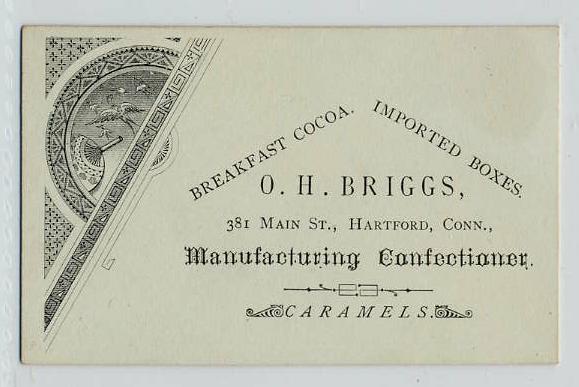 BREAKFAST COCOA. IMPORTED BOXES.
O. H. BRIGGS,
381 MAIN ST., HARTFORD, CONN.,
Manufacturing Confectioner.
CARAMELS.